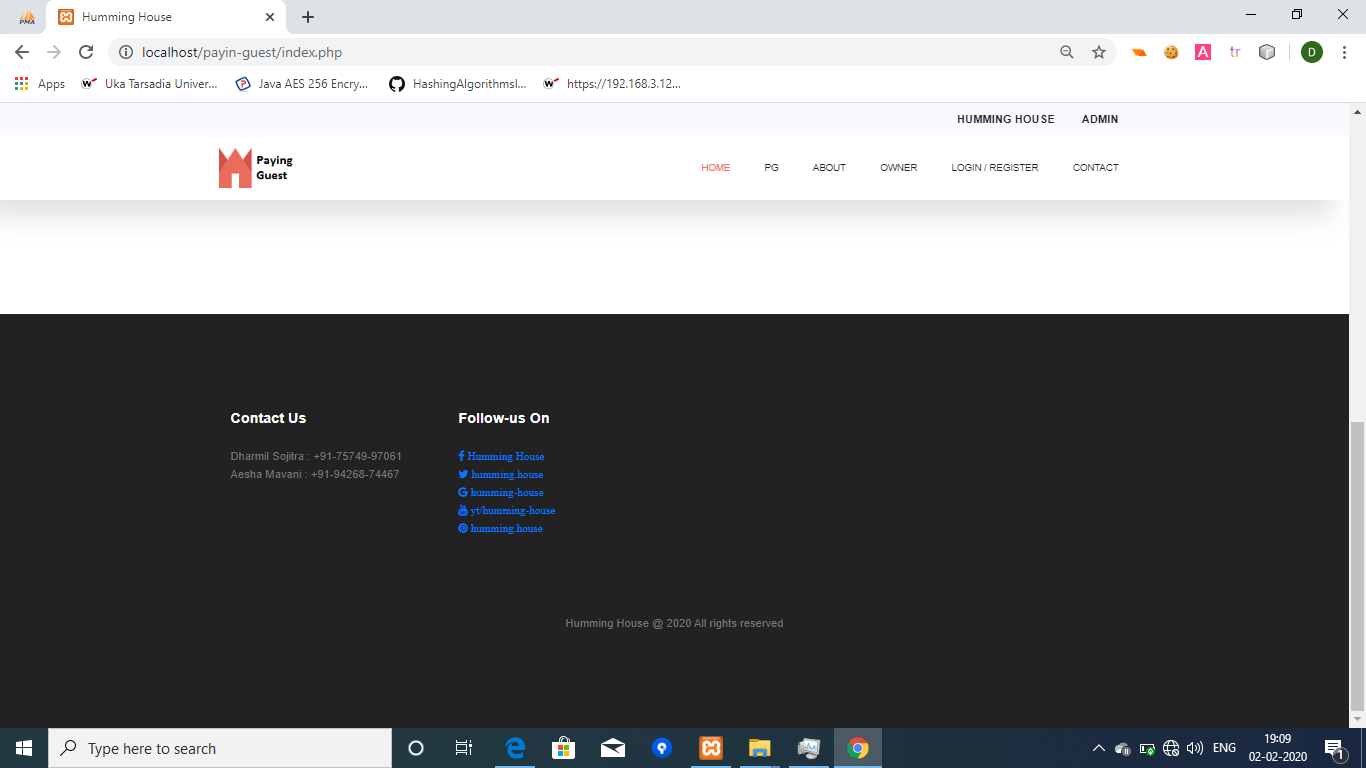 PMA
Humming House
localhost/payin-guest/index.php
A
tr
D
Apps
Uka Tarsadia Univer...
Java AES 256 Encry...
HashingAlgorithmsI...
https://192.168.3.12...
HUMMING HOUSE ADMIN
Paying
Guest
HOME PG ABOUT OWNER LOGIN / REGISTER CONTACT
Contact Us
Dharmil Sojitra : +91-75749-97061
Aesha Mavani : +91-94268-74467
Follow-us On
Humming House
humming.house
humming-house
yt/humming-house
humming.house
Humming House @ 2020 All rights reserved
Type here to search
ENG
19:09
02-02-2020
1